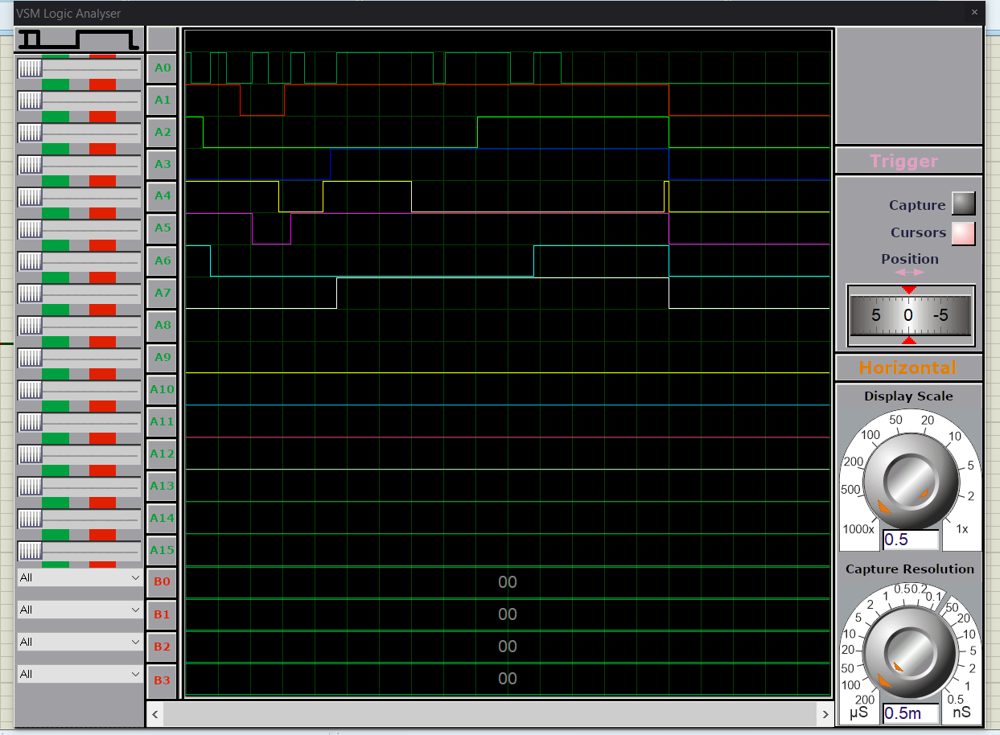 VSM Logic Analyser
×
A0
A1
A2
A3
A4
A5
A6
A7
A8
A9
A10
A11
A12
A13
A14
A15
All
B0
00
All
B1
00
All
B2
00
All
B3
00
Trigger
Capture
Cursors
Position
5 0 -5
Horizontal
Display Scale
1000x 500 200 100 50 20 10 5 2 1x
0.5
Capture Resolution
200 100 50 20 10 5 2 1 0.5 0.2 0.1 50 20 10 5 2 1 0.5
µS nS
0.5m